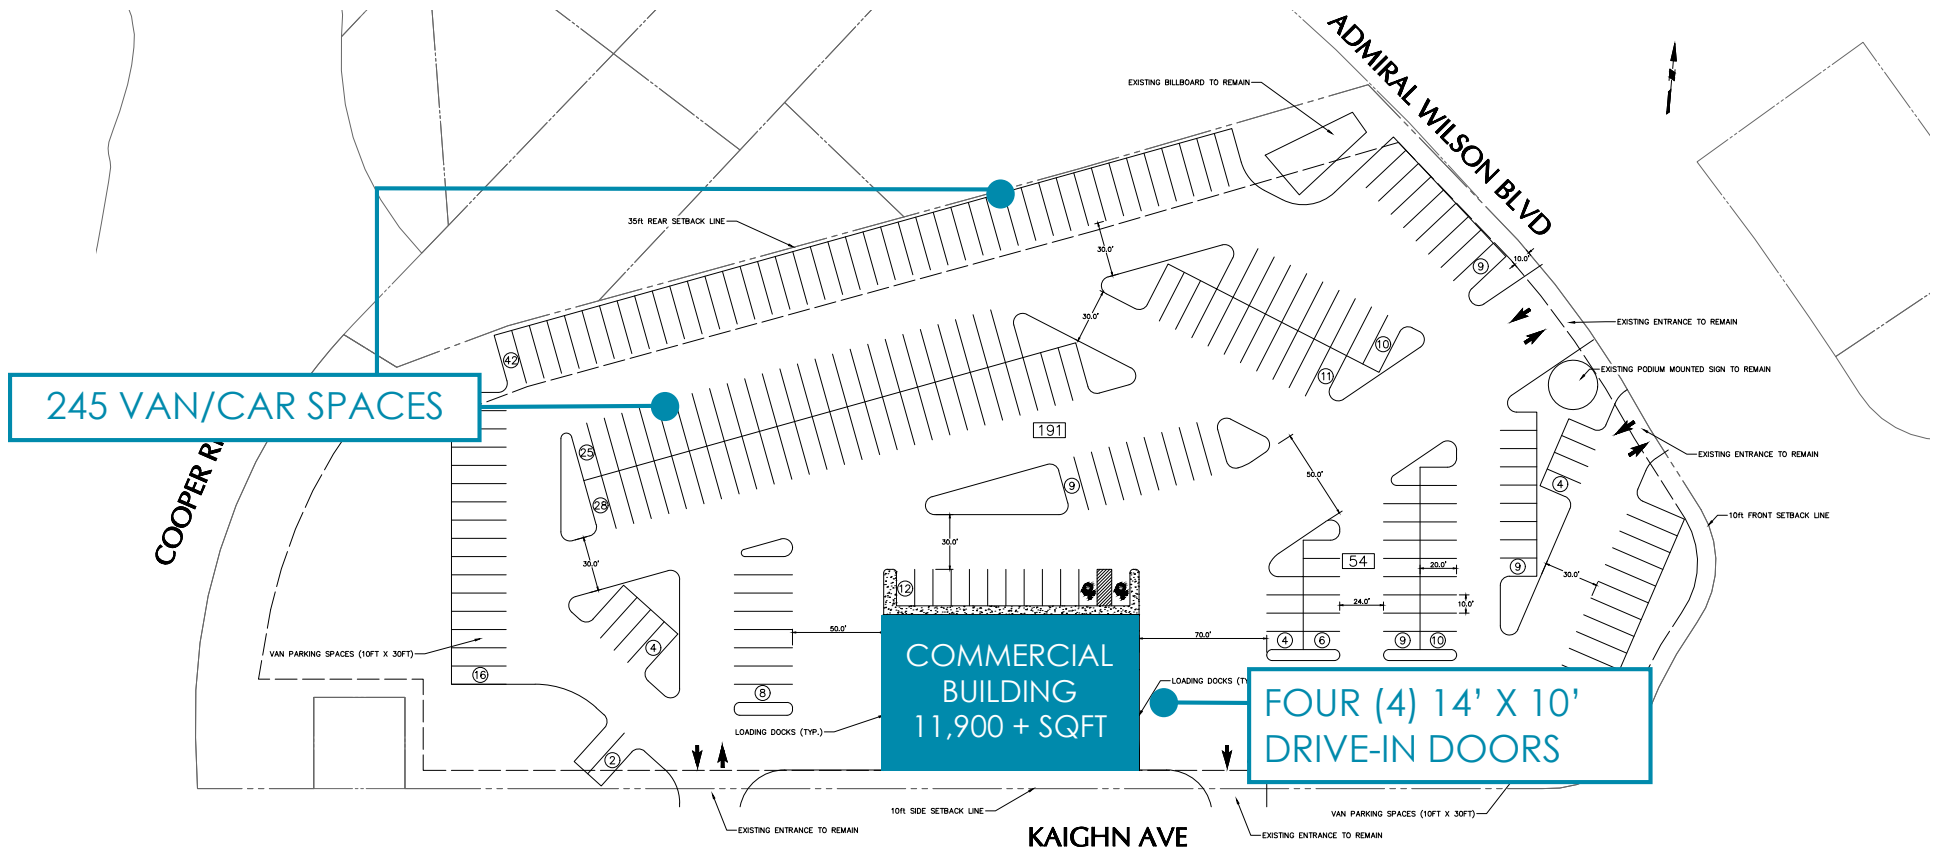 ADMIRAL WILSON BLVD
EXISTING BILLBOARD TO REMAIN
35ft REAR SETBACK LINE
30.0'
9
10.0'
30.0'
EXISTING ENTRANCE TO REMAIN
42
10
11
EXISTING PODIUM MOUNTED SIGN TO REMAIN
245 VAN/CAR SPACES
COOPER RI
191
25
28
9
50.0'
4
EXISTING ENTRANCE TO REMAIN
10ft FRONT SETBACK LINE
30.0'
30.0'
54
20.0'
9
30.0'
12
24.0'
10.0'
VAN PARKING SPACES (10FT X 30FT)
16
4
8
50.0'
70.0'
4
6
9
10
COMMERCIAL
BUILDING
11,900 + SQFT
LOADING DOCKS (TY
LOADING DOCKS (TYP.)
FOUR (4) 14’ X 10’
DRIVE-IN DOORS
2
10ft SIDE SETBACK LINE
VAN PARKING SPACES (10FT X 30FT)
EXISTING ENTRANCE TO REMAIN
KAIGHN AVE
EXISTING ENTRANCE TO REMAIN